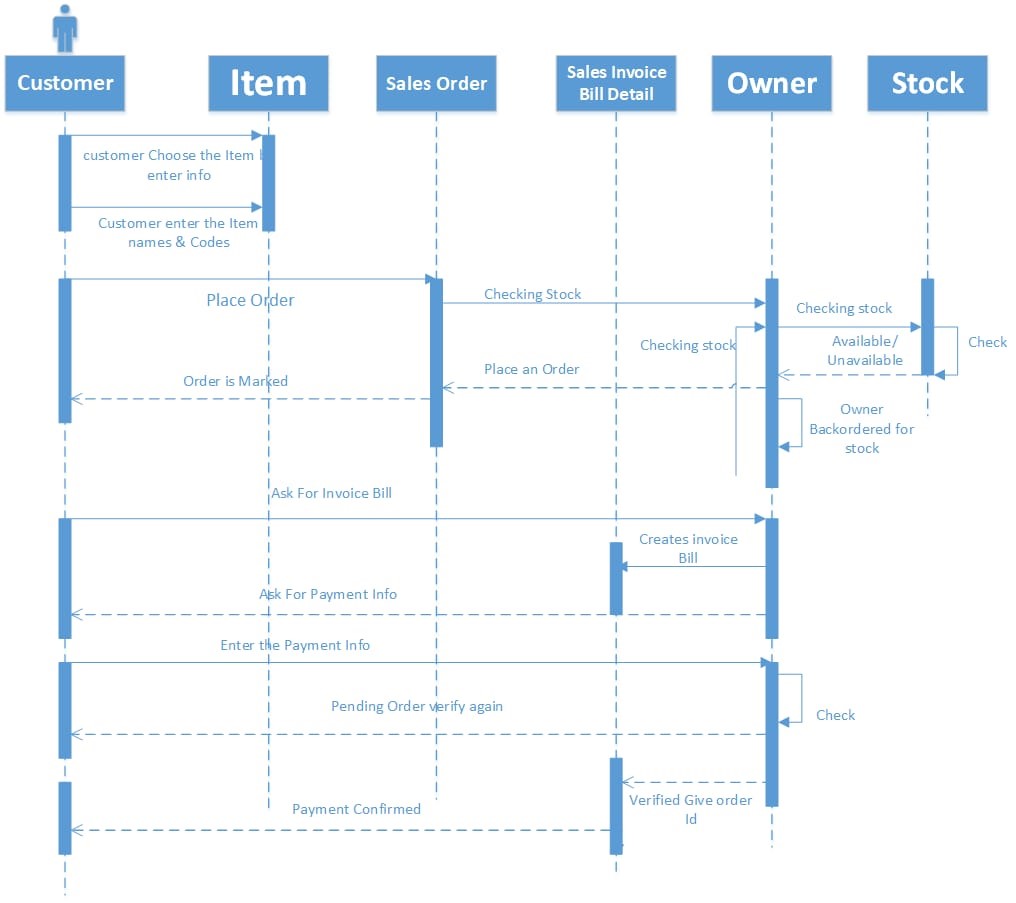 Customer
Item
Sales Order
Sales Invoice
Bill Detail
Owner
Stock
customer Choose the Item
enter info
Customer enter the Item
names & Codes
Place Order
Checking Stock
Checking stock
Checking stock
Available/
Unavailable
Check
Place an Order
Order is Marked
Owner
Backordered for
stock
Ask For Invoice Bill
Creates invoice
Bill
Ask For Payment Info
Enter the Payment Info
Pending Order verify again
Check
Verified Give order
Id
Payment Confirmed